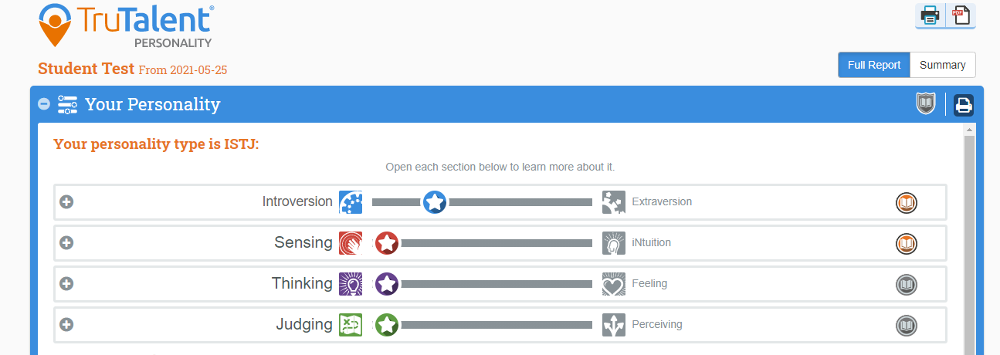 TruTalent®
PERSONALITY
PDF
Student Test From 2021-05-25
Full Report Summary
Your Personality
Your personality type is ISTJ:
Open each section below to learn more about it.
Introversion Extraversion
Sensing iNtuition
Thinking Feeling
Judging Perceiving